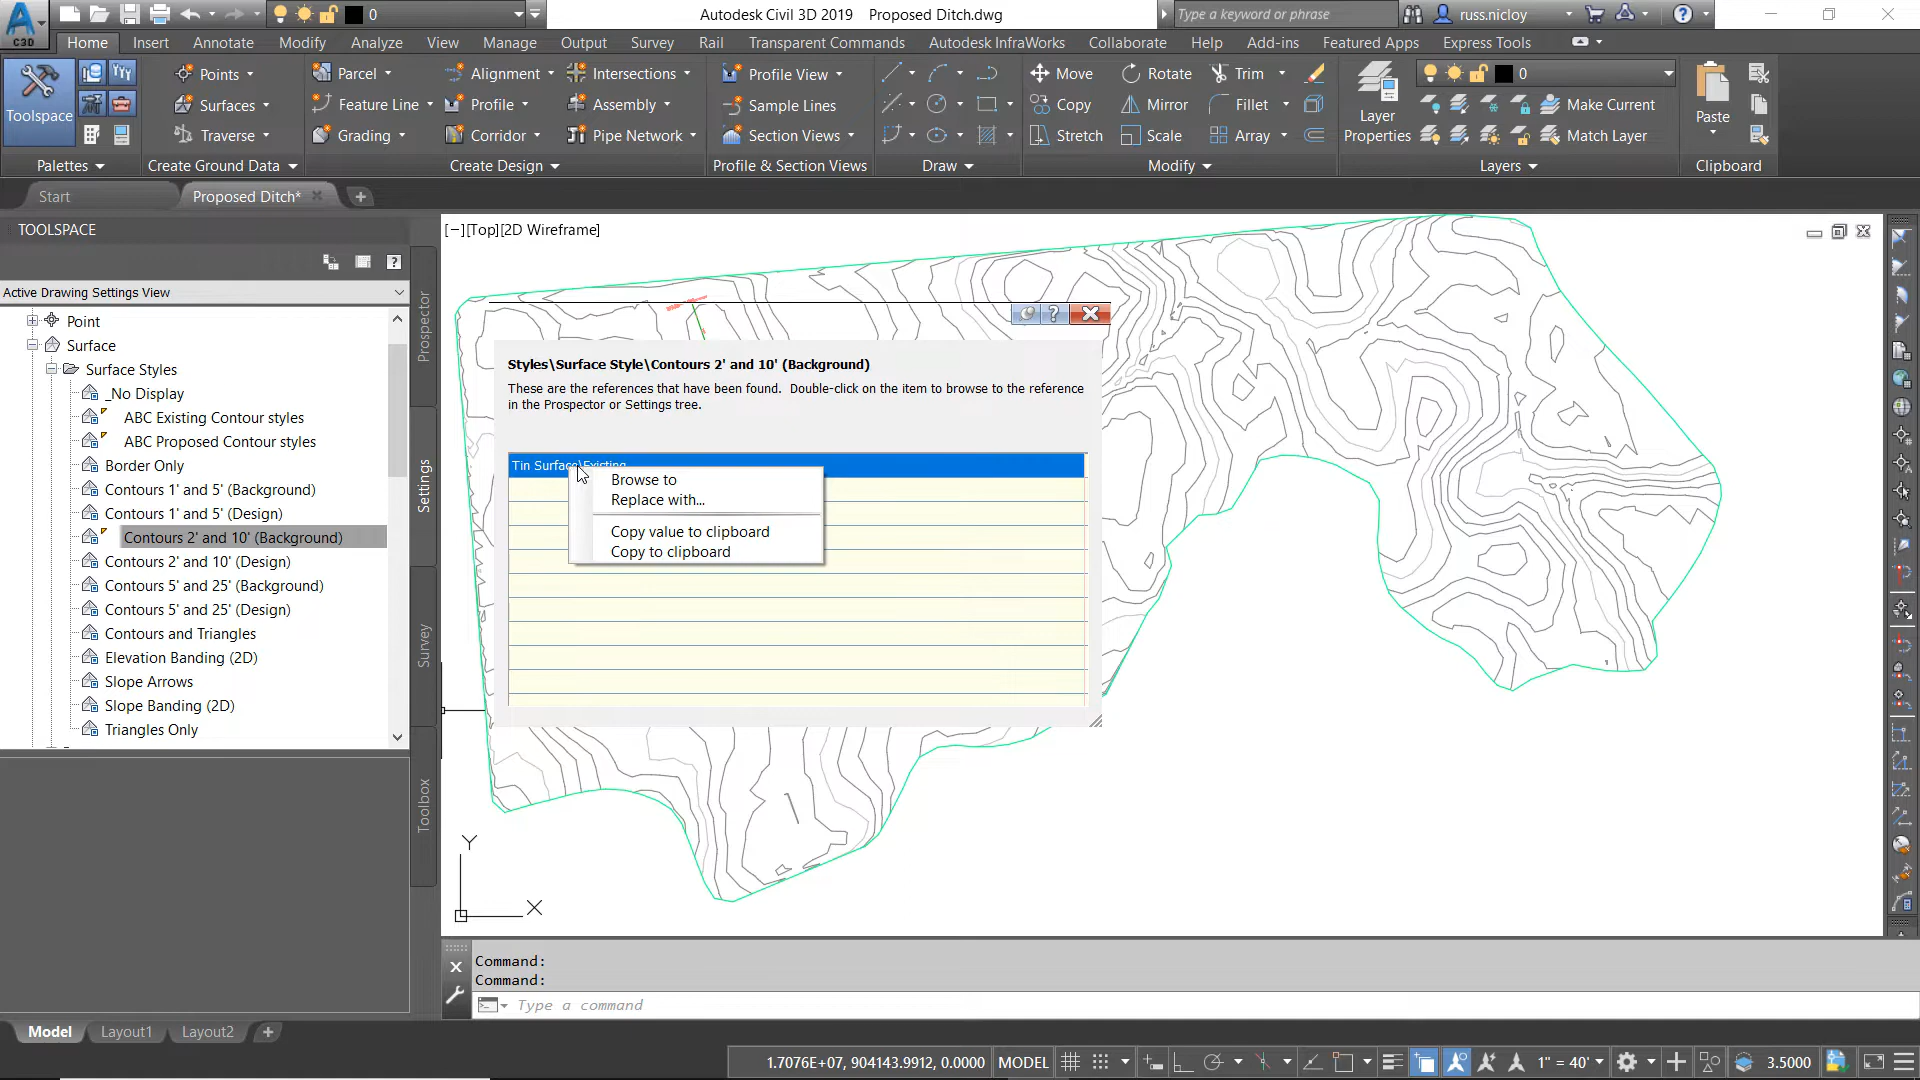 C3D
0
Autodesk Civil 3D 2019 Proposed Ditch.dwg
Type a keyword or phrase
russ.nicloy
Home Insert Annotate Modify Analyze View Manage Output Survey Rail Transparent Commands Autodesk InfraWorks Collaborate Help Add-ins Featured Apps Express Tools
Toolspace
Palettes
Points
Surfaces
Traverse
Create Ground Data
Parcel Alignment Intersections
Feature Line Profile Assembly
Grading Corridor Pipe Network
Create Design
Profile View
Sample Lines
Section Views
Profile & Section Views
Draw
Move Rotate Trim
Copy Mirror Fillet
Stretch Scale Array
Modify
Layer
Properties
0
Make Current
Match Layer
Layers
Paste
Clipboard
Start Proposed Ditch*
TOOLSPACE
Active Drawing Settings View
Point
Surface
Surface Styles
_No Display
ABC Existing Contour styles
ABC Proposed Contour styles
Border Only
Contours 1' and 5' (Background)
Contours 1' and 5' (Design)
Contours 2' and 10' (Background)
Contours 2' and 10' (Design)
Contours 5' and 25' (Background)
Contours 5' and 25' (Design)
Contours and Triangles
Elevation Banding (2D)
Slope Arrows
Slope Banding (2D)
Triangles Only
Prospector
Settings
Survey
Toolbox
[−][Top][2D Wireframe]
Styles\Surface Style\Contours 2' and 10' (Background)
These are the references that have been found. Double-click on the item to browse to the reference
in the Prospector or Settings tree.
Tin Surface\Existing
Browse to
Replace with...
Copy value to clipboard
Copy to clipboard
Y
X
Command:
Command:
Type a command
Model Layout1 Layout2
1.7076E+07, 904143.9912, 0.0000 MODEL 1" = 40' 3.5000